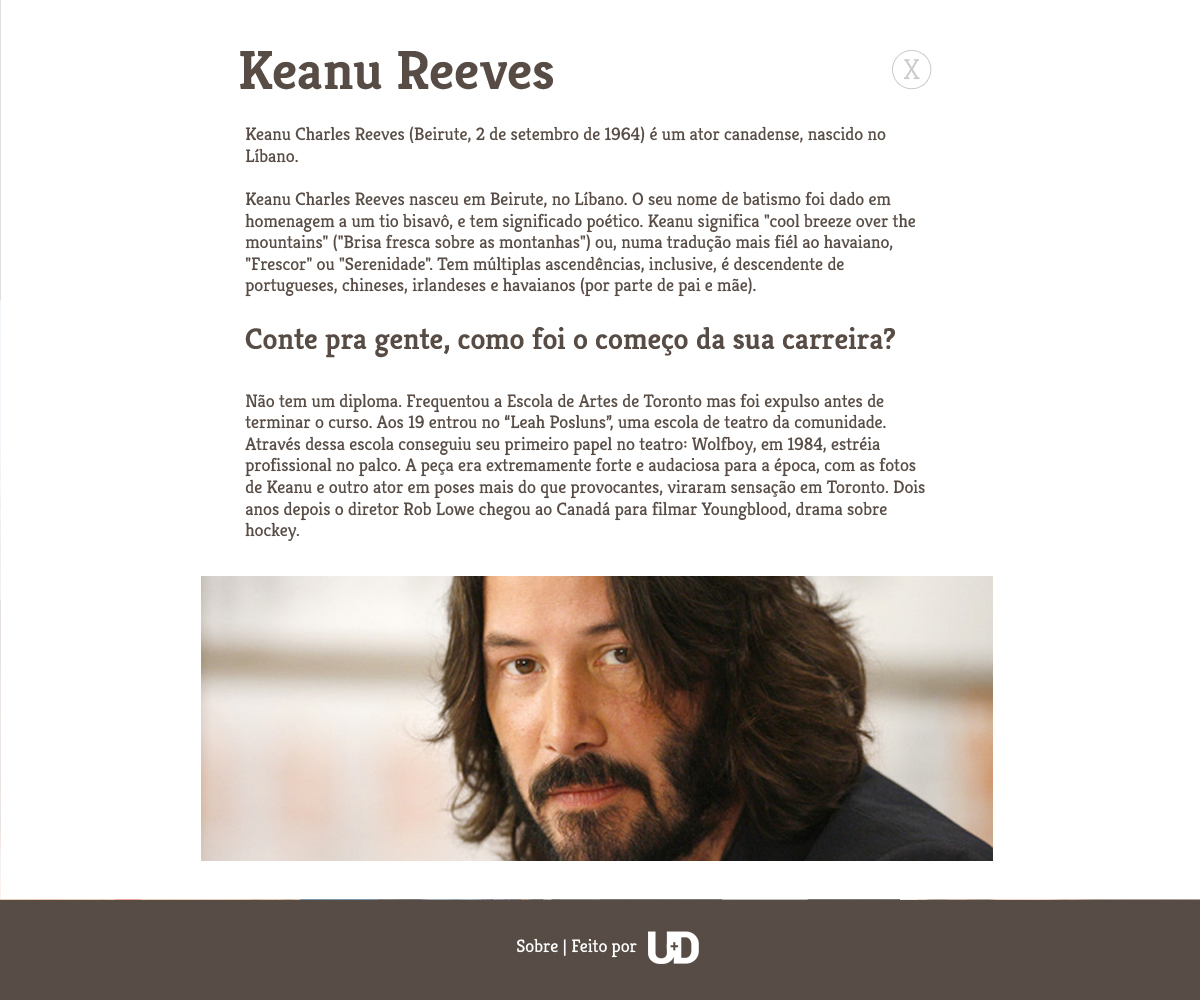 Keanu Reeves
X
Keanu Charles Reeves (Beirute, 2 de setembro de 1964) é um ator canadense, nascido no
Líbano.
Keanu Charles Reeves nasceu em Beirute, no Líbano. O seu nome de batismo foi dado em
homenagem a um tio bisavô, e tem significado poético. Keanu significa "cool breeze over the
mountains" ("Brisa fresca sobre as montanhas") ou, numa tradução mais fiél ao havaiano,
"Frescor" ou "Serenidade". Tem múltiplas ascendências, inclusive, é descendente de
portugueses, chineses, irlandeses e havaianos (por parte de pai e mãe).
Conte pra gente, como foi o começo da sua carreira?
Não tem um diploma. Frequentou a Escola de Artes de Toronto mas foi expulso antes de
terminar o curso. Aos 19 entrou no “Leah Posluns”, uma escola de teatro da comunidade.
Através dessa escola conseguiu seu primeiro papel no teatro: Wolfboy, em 1984, estréia
profissional no palco. A peça era extremamente forte e audaciosa para a época, com as fotos
de Keanu e outro ator em poses mais do que provocantes, viraram sensação em Toronto. Dois
anos depois o diretor Rob Lowe chegou ao Canadá para filmar Youngblood, drama sobre
hockey.
Sobre | Feito por U+D